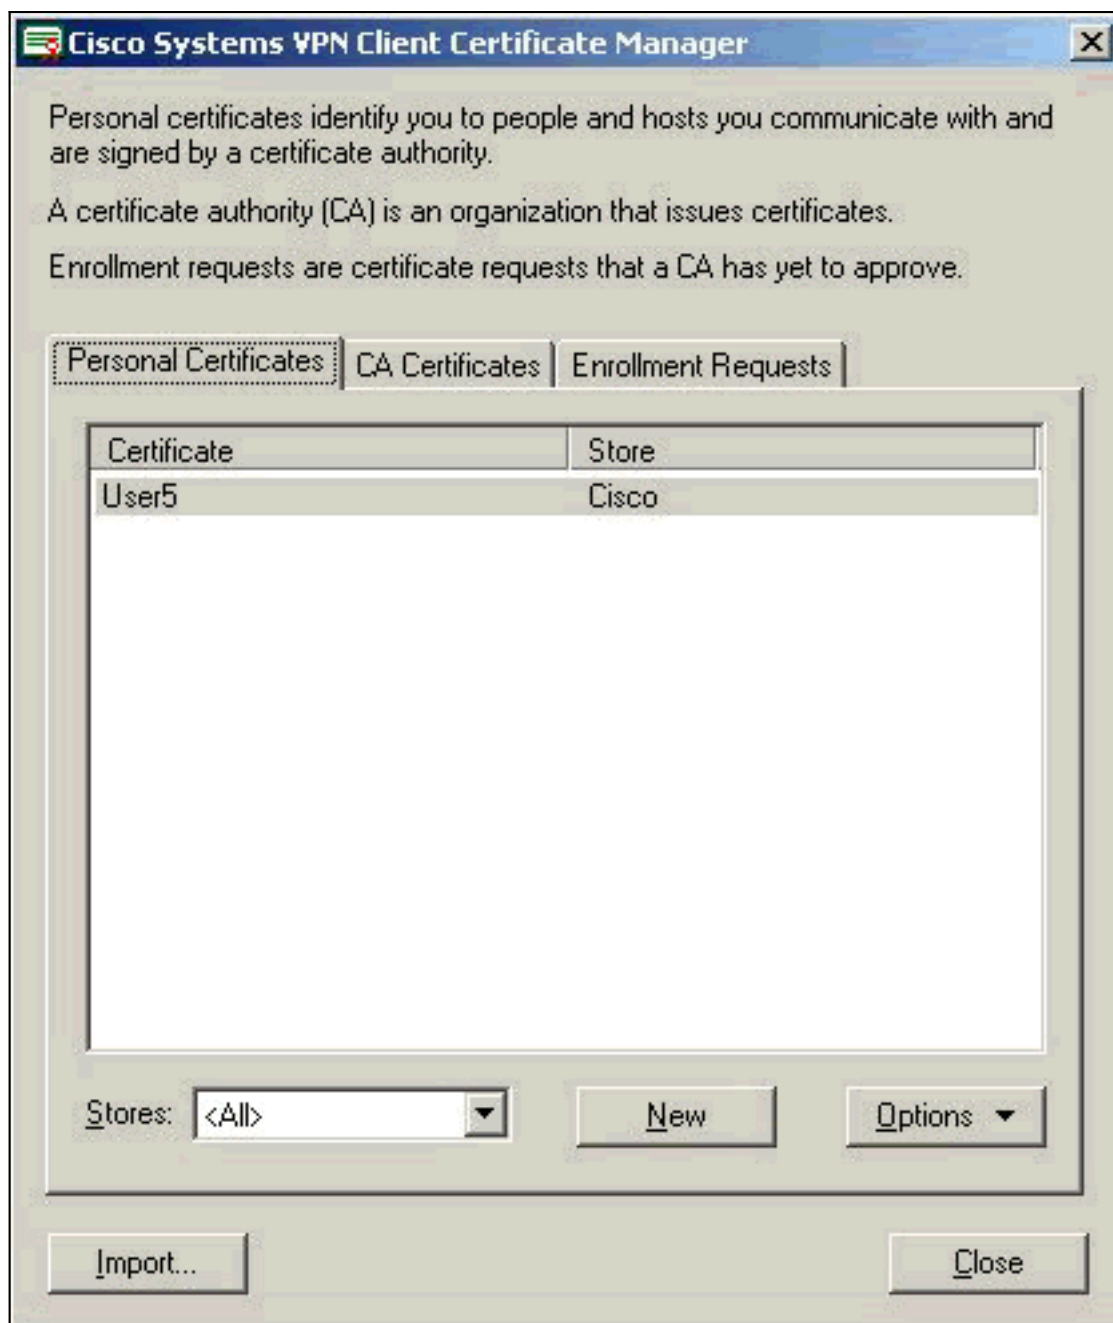 Cisco Systems VPN Client Certificate Manager
Personal certificates identify you to people and hosts you communicate with and
are signed by a certificate authority.
A certificate authority (CA) is an organization that issues certificates.
Enrollment requests are certificate requests that a CA has yet to approve.
Personal Certificates CA Certificates Enrollment Requests
Certificate Store
User5 Cisco
Stores: <All> New Options
Import... Close